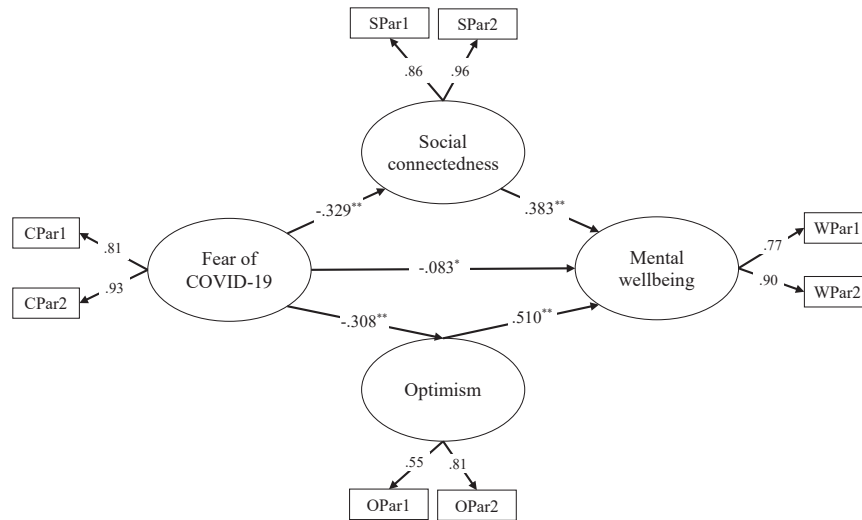 SPar1
SPar2
.86
.96
Social
connectedness
-.329**
.383**
CPar1
.81
CPar2
.93
Fear of
COVID-19
-.083*
Mental
wellbeing
WPar1
.77
WPar2
.90
-.308**
.510**
Optimism
.55
.81
OPar1
OPar2